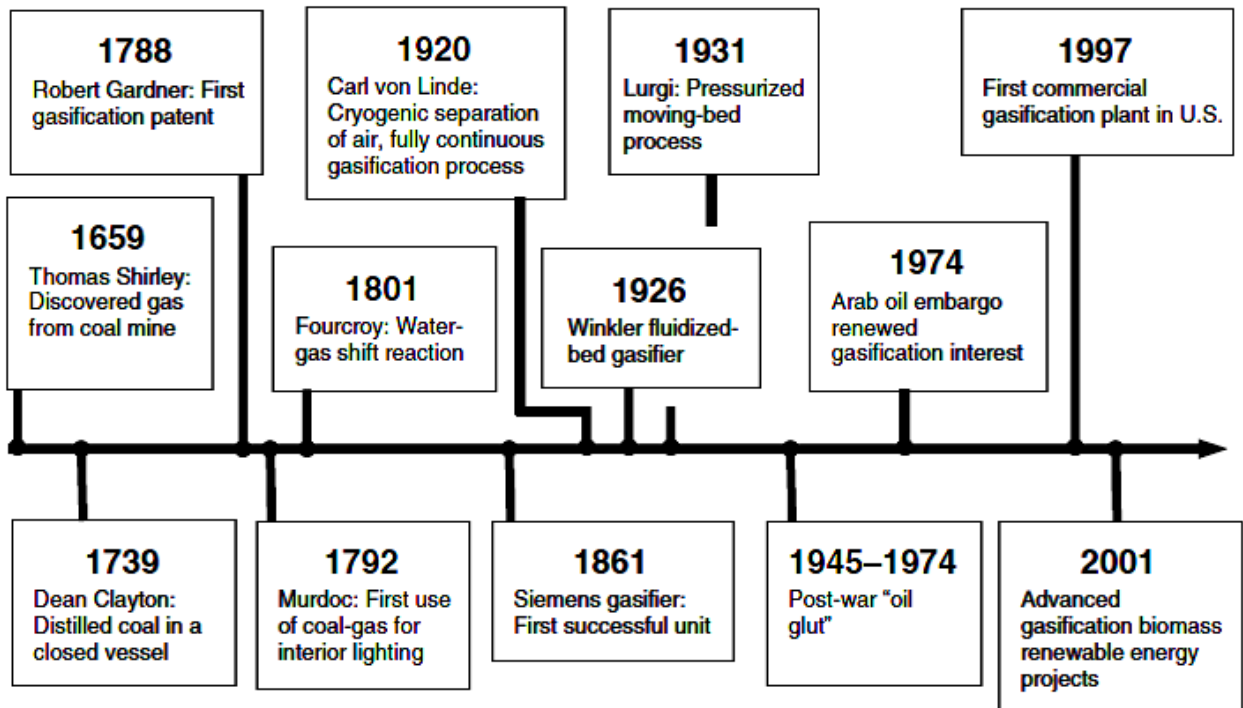 1788
Robert Gardner: First
gasification patent
1920
Carl von Linde:
Cryogenic separation
of air, fully continuous
gasification process
1931
Lurgi: Pressurized
moving-bed
process
1997
First commercial
gasification plant in U.S.
1659
Thomas Shirley:
Discovered gas
from coal mine
1801
Fourcroy: Water-
gas shift reaction
1926
Winkler fluidized-
bed gasifier
1974
Arab oil embargo
renewed
gasification interest
1739
Dean Clayton:
Distilled coal in a
closed vessel
1792
Murdoc: First use
of coal-gas for
interior lighting
1861
Siemens gasifier:
First successful unit
1945–1974
Post-war “oil
glut”
2001
Advanced
gasification biomass
renewable energy
projects